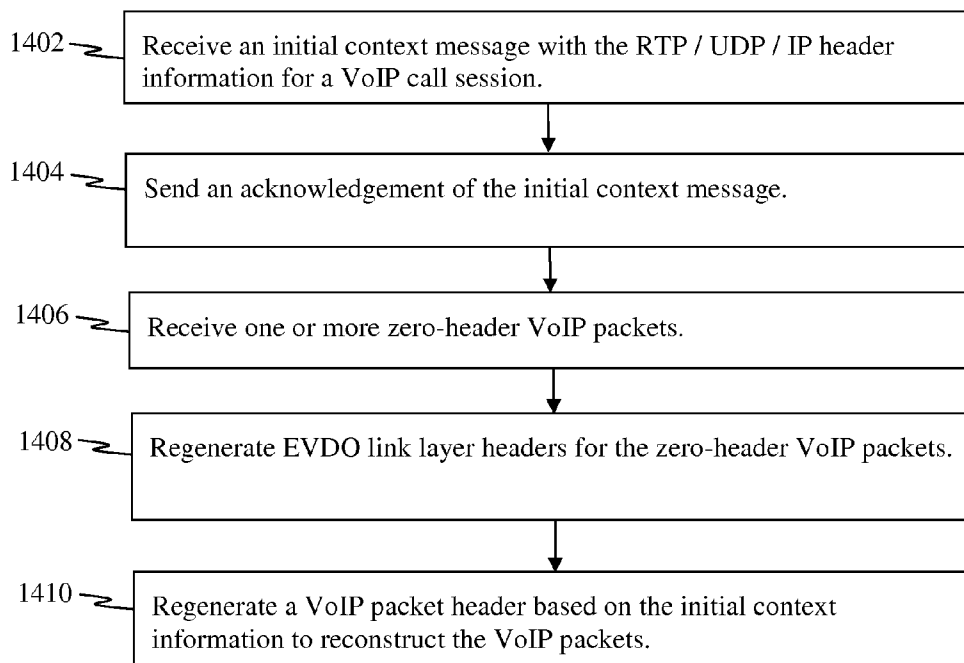 1402
Receive an initial context message with the RTP / UDP / IP header
information for a VoIP call session.
1404
Send an acknowledgement of the initial context message.
1406
Receive one or more zero-header VoIP packets.
1408
Regenerate EVDO link layer headers for the zero-header VoIP packets.
1410
Regenerate a VoIP packet header based on the initial context
information to reconstruct the VoIP packets.